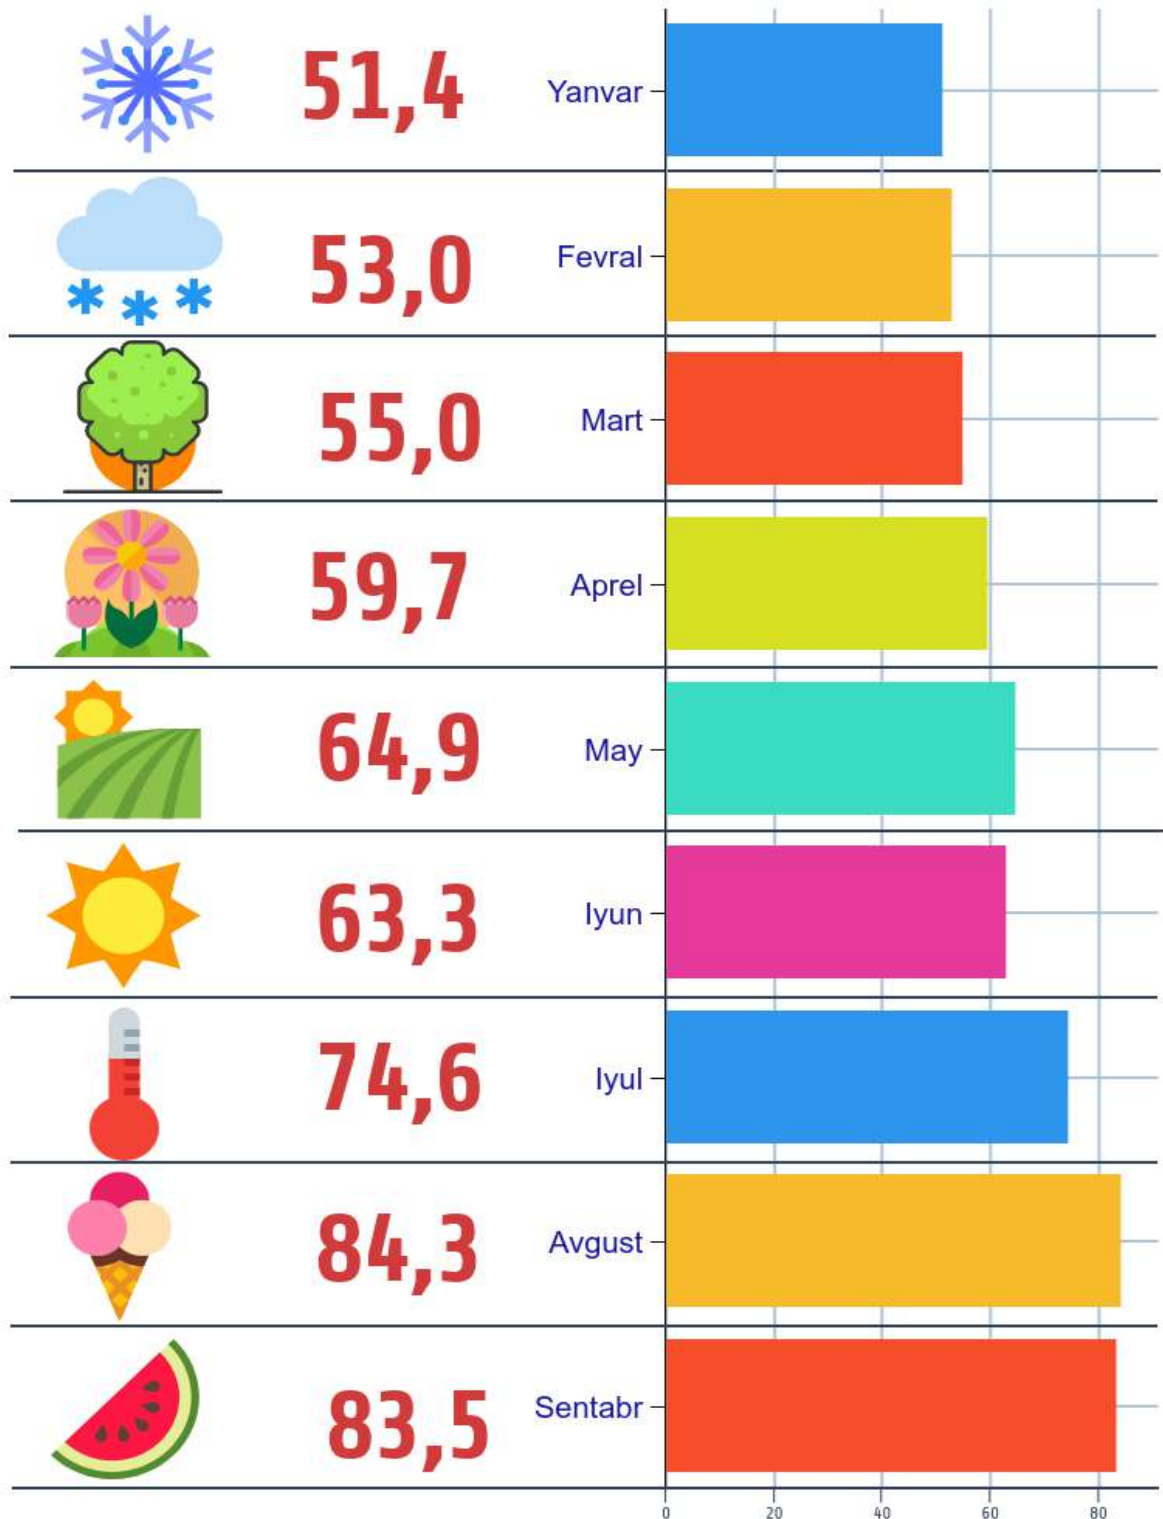 51,4 Yanvar
53,0 Fevral
55,0 Mart
59,7 Aprel
64,9 May
63,3 Iyun
74,6 Iyul
84,3 Avgust
83,5 Sentabr
0 20 40 60 80